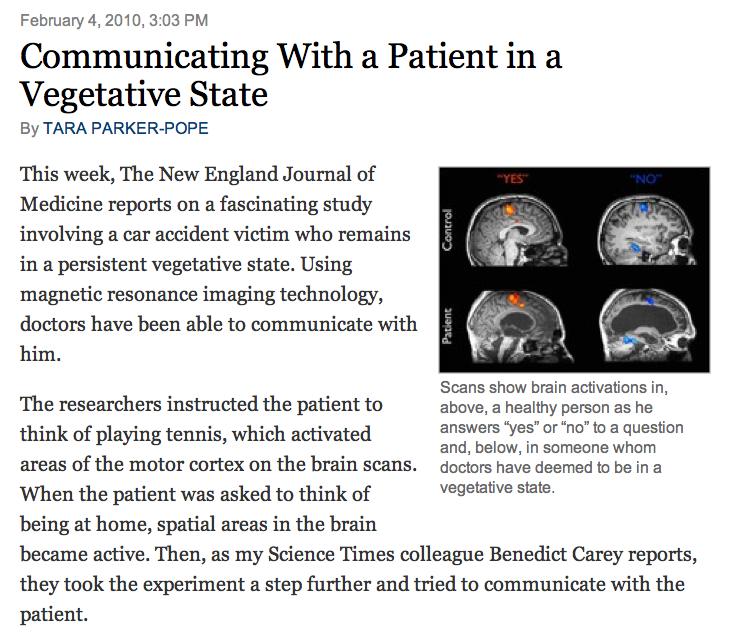 February 4, 2010, 3:03 PM
Communicating With a Patient in a
Vegetative State
By TARA PARKER-POPE
This week, The New England Journal of
Medicine reports on a fascinating study
involving a car accident victim who remains
in a persistent vegetative state. Using
magnetic resonance imaging technology,
doctors have been able to communicate with
him.
The researchers instructed the patient to
think of playing tennis, which activated
areas of the motor cortex on the brain scans.
When the patient was asked to think of
being at home, spatial areas in the brain
became active. Then, as my Science Times colleague Benedict Carey reports,
they took the experiment a step further and tried to communicate with the
patient.
"YES"
"NO"
Control
Patient
Scans show brain activations in,
above, a healthy person as he
answers “yes” or “no” to a question
and, below, in someone whom
doctors have deemed to be in a
vegetative state.